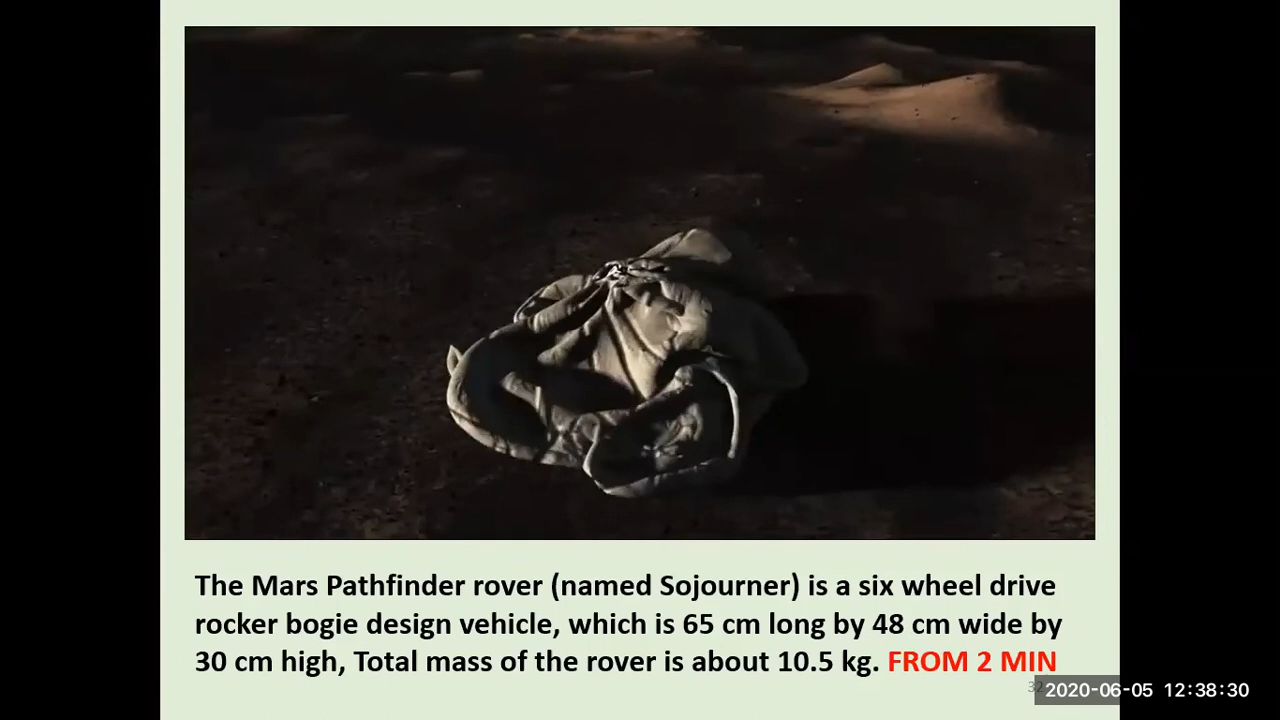 The Mars Pathfinder rover (named Sojourner) is a six wheel drive
rocker bogie design vehicle, which is 65 cm long by 48 cm wide by
30 cm high, Total mass of the rover is about 10.5 kg. FROM 2 MIN
2020-06-05 12:38:30